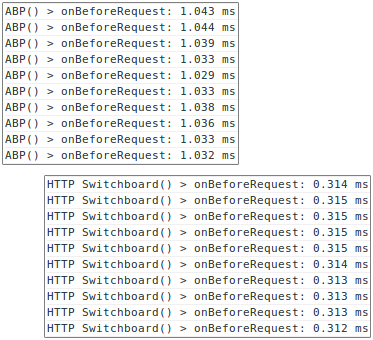 ABP() > onBeforeRequest: 1.043 ms
ABP() > onBeforeRequest: 1.044 ms
ABP() > onBeforeRequest: 1.039 ms
ABP() > onBeforeRequest: 1.033 ms
ABP() > onBeforeRequest: 1.029 ms
ABP() > onBeforeRequest: 1.033 ms
ABP() > onBeforeRequest: 1.038 ms
ABP() > onBeforeRequest: 1.036 ms
ABP() > onBeforeRequest: 1.033 ms
ABP() > onBeforeRequest: 1.032 ms
HTTP Switchboard() > onBeforeRequest: 0.314 ms
HTTP Switchboard() > onBeforeRequest: 0.315 ms
HTTP Switchboard() > onBeforeRequest: 0.315 ms
HTTP Switchboard() > onBeforeRequest: 0.315 ms
HTTP Switchboard() > onBeforeRequest: 0.315 ms
HTTP Switchboard() > onBeforeRequest: 0.314 ms
HTTP Switchboard() > onBeforeRequest: 0.313 ms
HTTP Switchboard() > onBeforeRequest: 0.313 ms
HTTP Switchboard() > onBeforeRequest: 0.313 ms
HTTP Switchboard() > onBeforeRequest: 0.312 ms